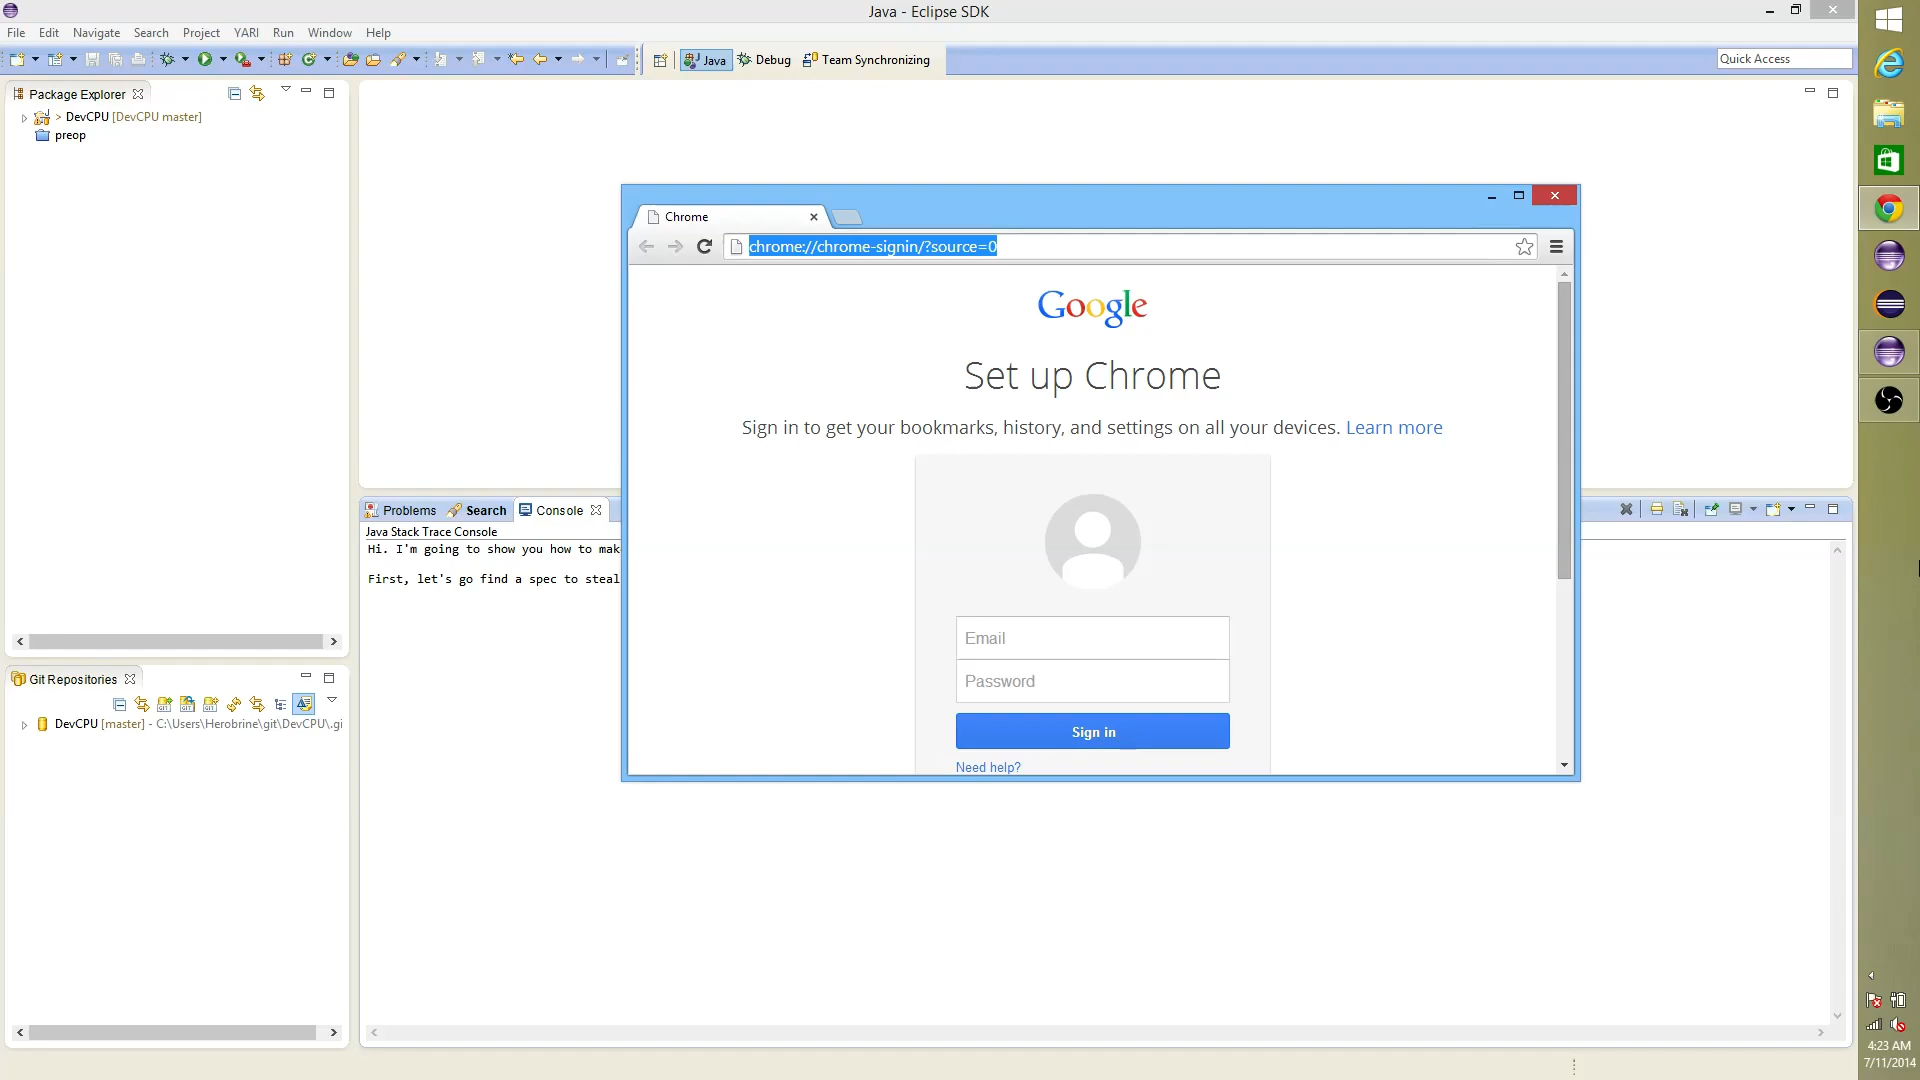 Java - Eclipse SDK
File Edit Navigate Search Project YARI Run Window Help
Java Debug Team Synchronizing Quick Access
Package Explorer
> DevCPU [DevCPU master]
preop
Chrome
chrome://chrome-signin/?source=0
Google
Set up Chrome
Sign in to get your bookmarks, history, and settings on all your devices. Learn more
Email
Password
Sign in
Need help?
Problems Search Console
Java Stack Trace Console
Hi. I'm going to show you how to mak
First, let's go find a spec to steal
Git Repositories
DevCPU [master] - C:\Users\Herobrine\git\DevCPU\.gi
4:23 AM
7/11/2014